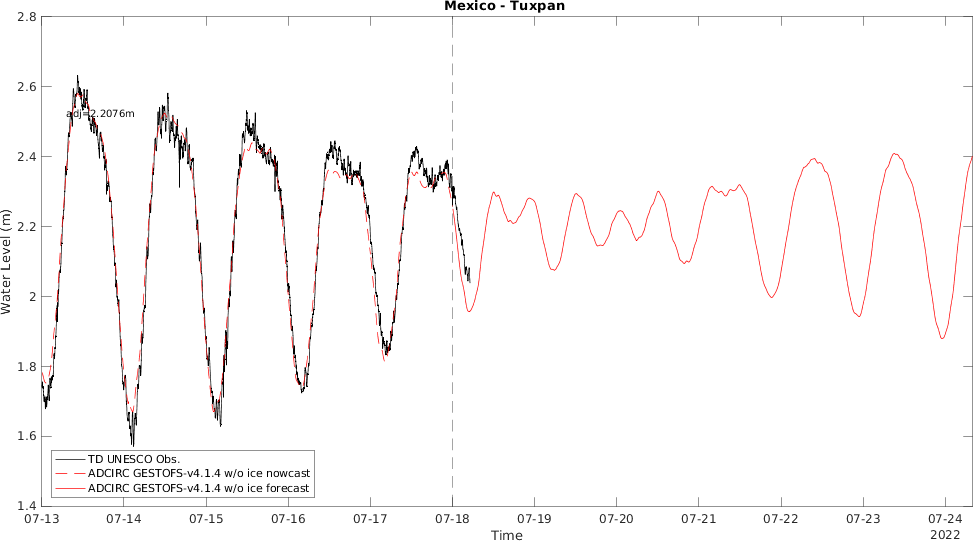 Mexico - Tuxpan
2.8
2.6
2.4
2.2
2
1.8
1.6
1.4
Water Level (m)
adj=2.2076m
TD UNESCO Obs.
ADCIRC GESTOFS-v4.1.4 w/o ice nowcast
ADCIRC GESTOFS-v4.1.4 w/o ice forecast
07-13 07-14 07-15 07-16 07-17 07-18 07-19 07-20 07-21 07-22 07-23 07-24
Time 2022